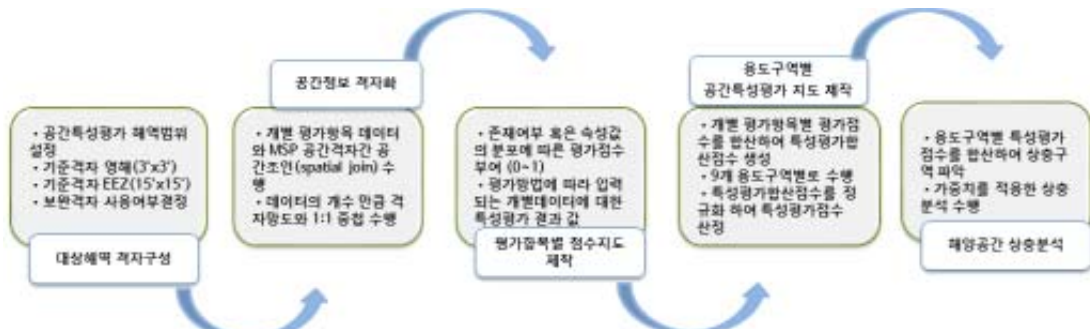 • 공간특성평가 해역범위
설정
• 기준격자 영해(3'x3')
• 기준격자 EEZ(15'x15')
• 보완격자 사용여부결정
대상해역 격자구성
공간정보 격자화
• 개별 평가항목 데이터
와 MSP 공간격자간 공
간조인(spatial join) 수
행
• 데이터의 개수 만큼 격
자망도와 1:1 중첩 수행
• 존재여부 혹은 속성값
의 분포에 따른 평가점수
부여 (0~1)
• 평가방법에 따라 입력
되는 개별데이터에 대한
특성평가 결과 값
평가항목별 점수지도
제작
용도구역별
공간특성평가 지도 제작
• 개별 평가항목별 평가점
수를 합산하여 특성평가합
산점수 생성
• 9개 용도구역별로 수행
• 특성평가합산점수를 정
규화 하여 특성평가점수
산정
• 용도구역별 특성평가
점수를 합산하여 상충구
역 파악
• 가중치를 적용한 상충
분석 수행
해양공간 상충분석